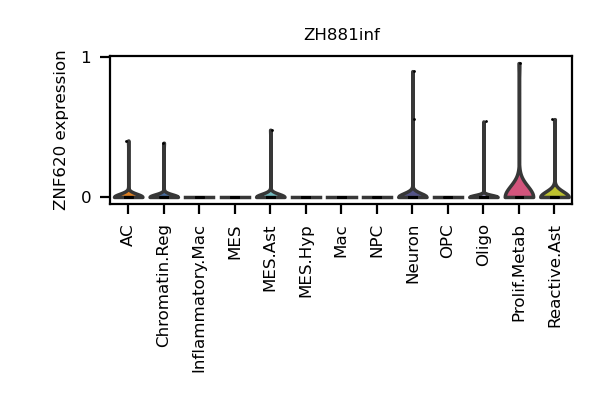 ZH881inf
ZNF620 expression
1
0
AC
Chromatin.Reg
Inflammatory.Mac
MES
MES.Ast
MES.Hyp
Mac
NPC
Neuron
OPC
Oligo
Prolif.Metab
Reactive.Ast